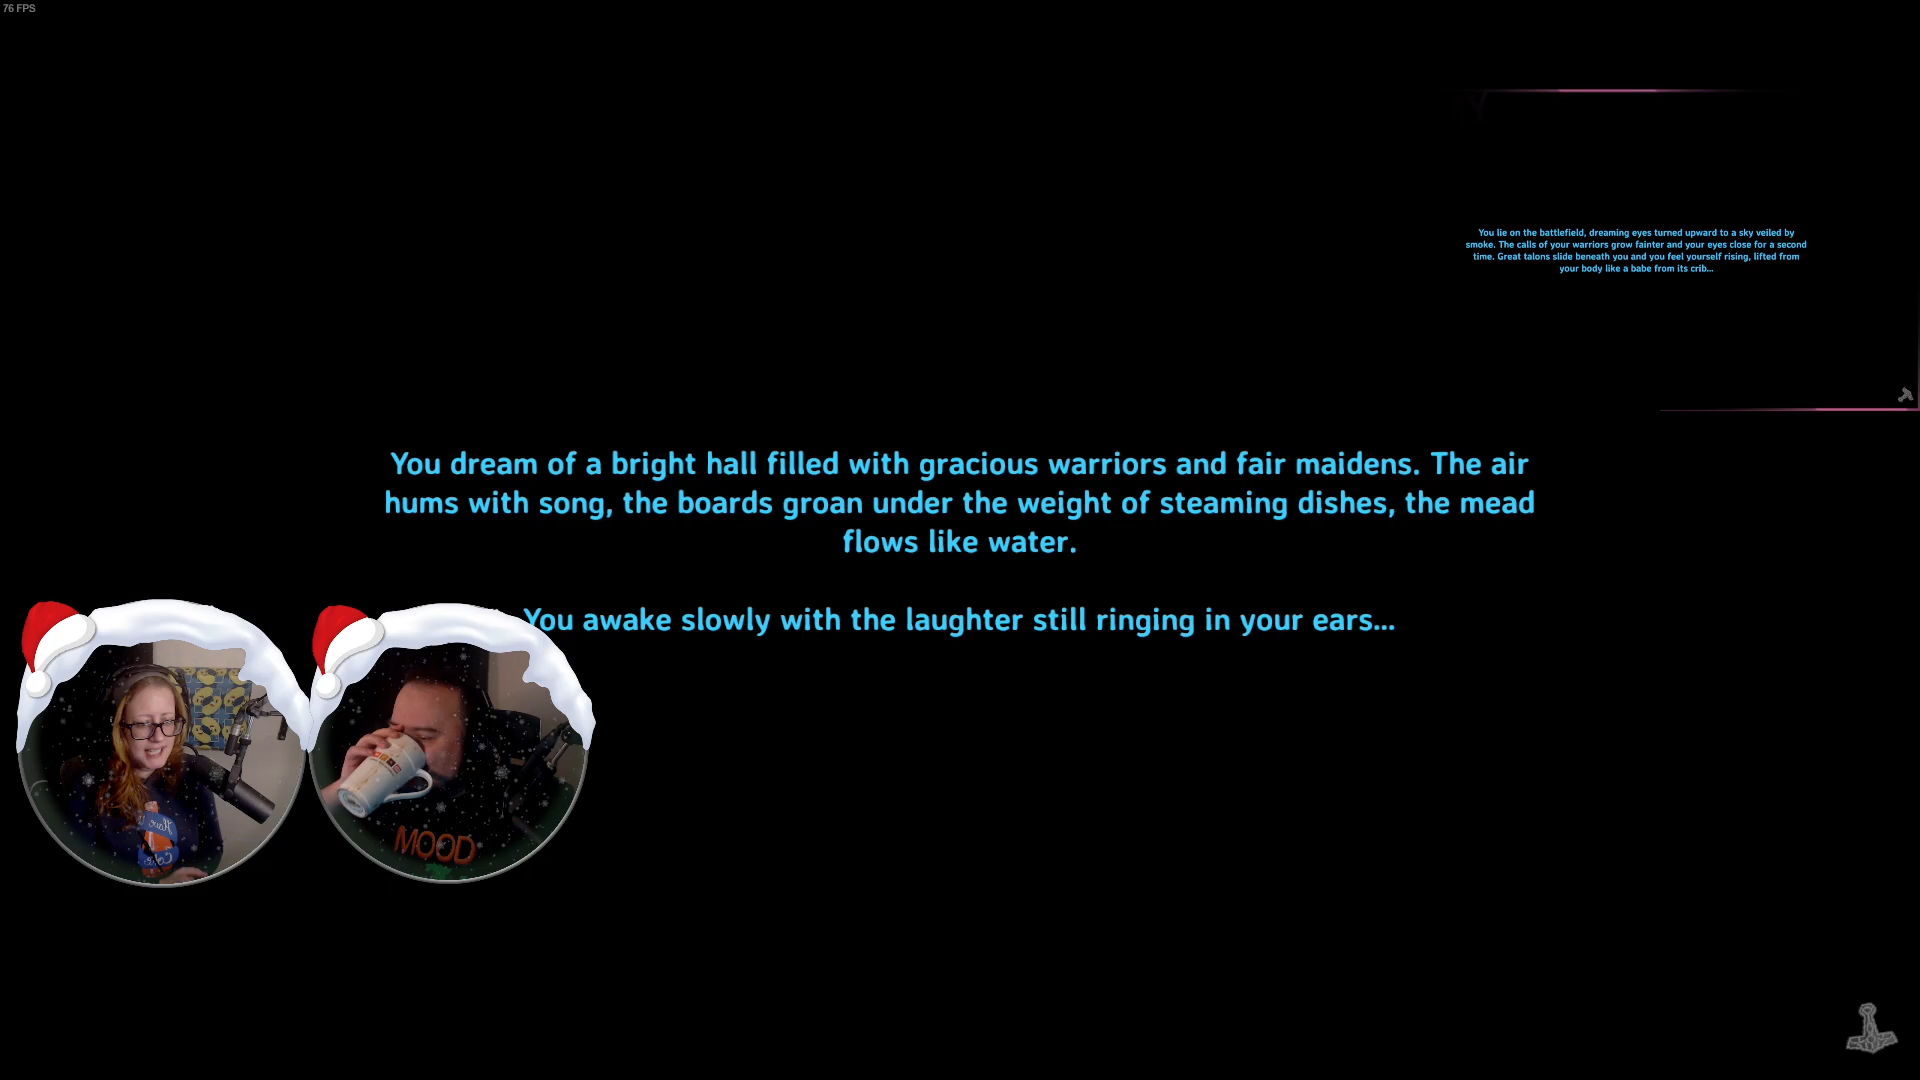 76 FPS
You lie on the battlefield, dreaming eyes turned upward to a sky veiled by
smoke. The calls of your warriors grow fainter and your eyes close for a second
time. Great talons slide beneath you and you feel yourself rising, lifted from
your body like a babe from its crib...
You dream of a bright hall filled with gracious warriors and fair maidens. The air
hums with song, the boards groan under the weight of steaming dishes, the mead
flows like water.
You awake slowly with the laughter still ringing in your ears...
MOOD